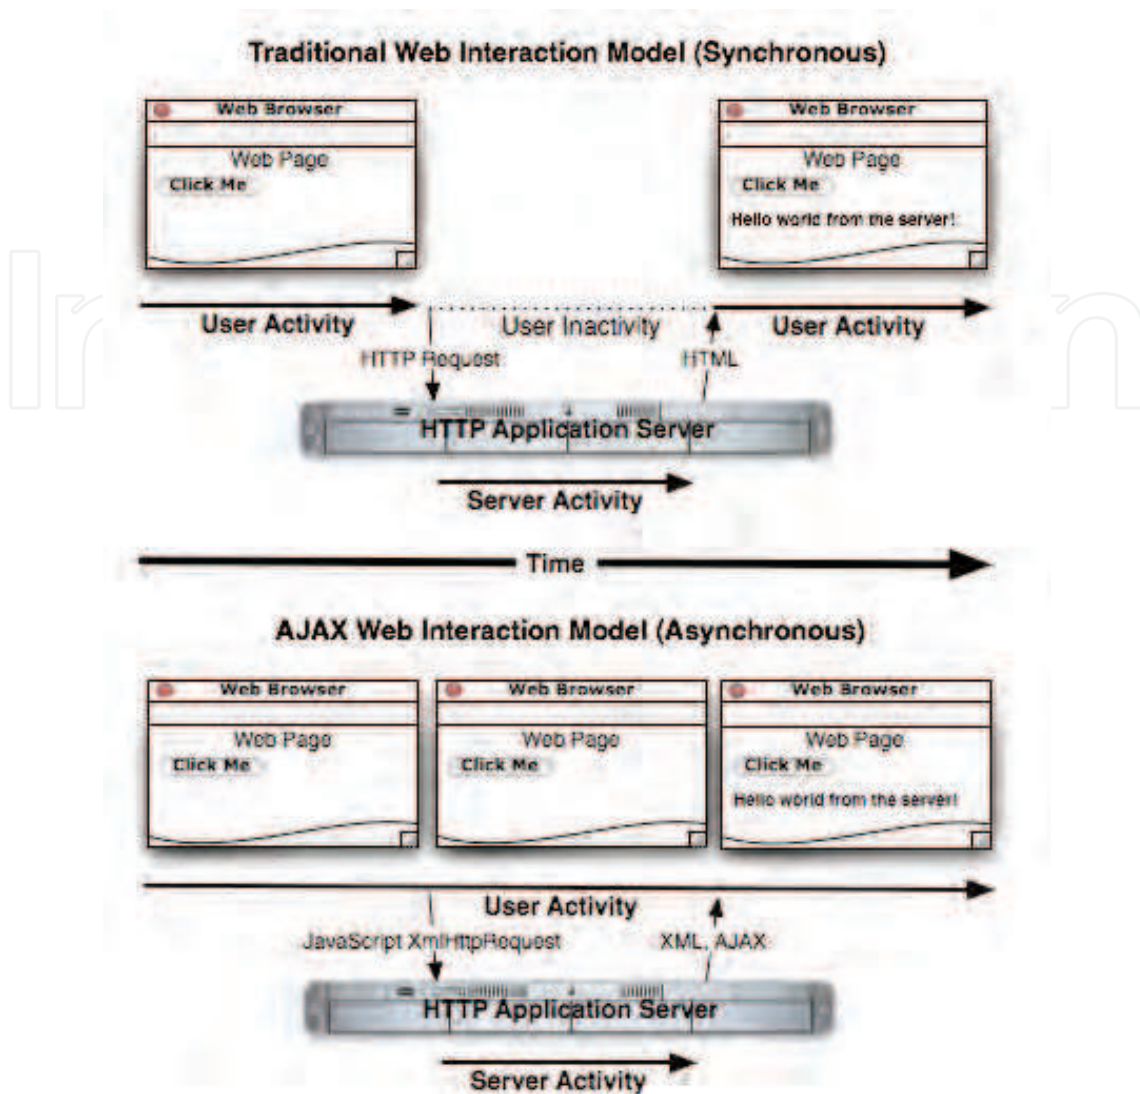 Traditional Web Interaction Model (Synchronous)
Web Browser
Web Page
Click Me
Web Browser
Web Page
Click Me
Hello world from the server!
User Activity
User Inactivity
User Activity
HTTP Request
HTML
HTTP Application Server
Server Activity
Time
AJAX Web Interaction Model (Asynchronous)
Web Browser
Web Page
Click Me
Web Browser
Web Page
Click Me
Web Browser
Web Page
Click Me
Hello world from the server!
User Activity
JavaScript XmlHttpRequest
XML, AJAX
HTTP Application Server
Server Activity